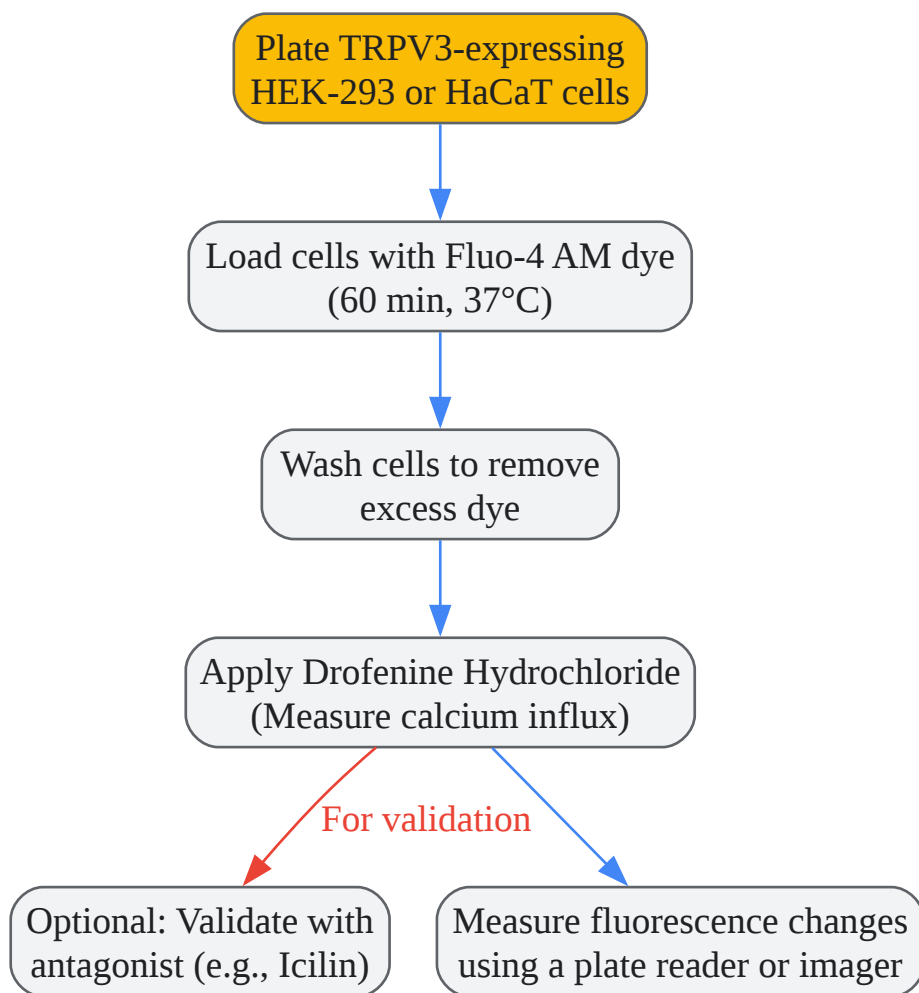 Plate TRPV3-expressing
HEK-293 or HaCaT cells
Load cells with Fluo-4 AM dye
(60 min, 37°C)
Wash cells to remove
excess dye
Apply Drofenine Hydrochloride
(Measure calcium influx)
For validation
Optional: Validate with
antagonist (e.g., Icilin)
Measure fluorescence changes
using a plate reader or imager